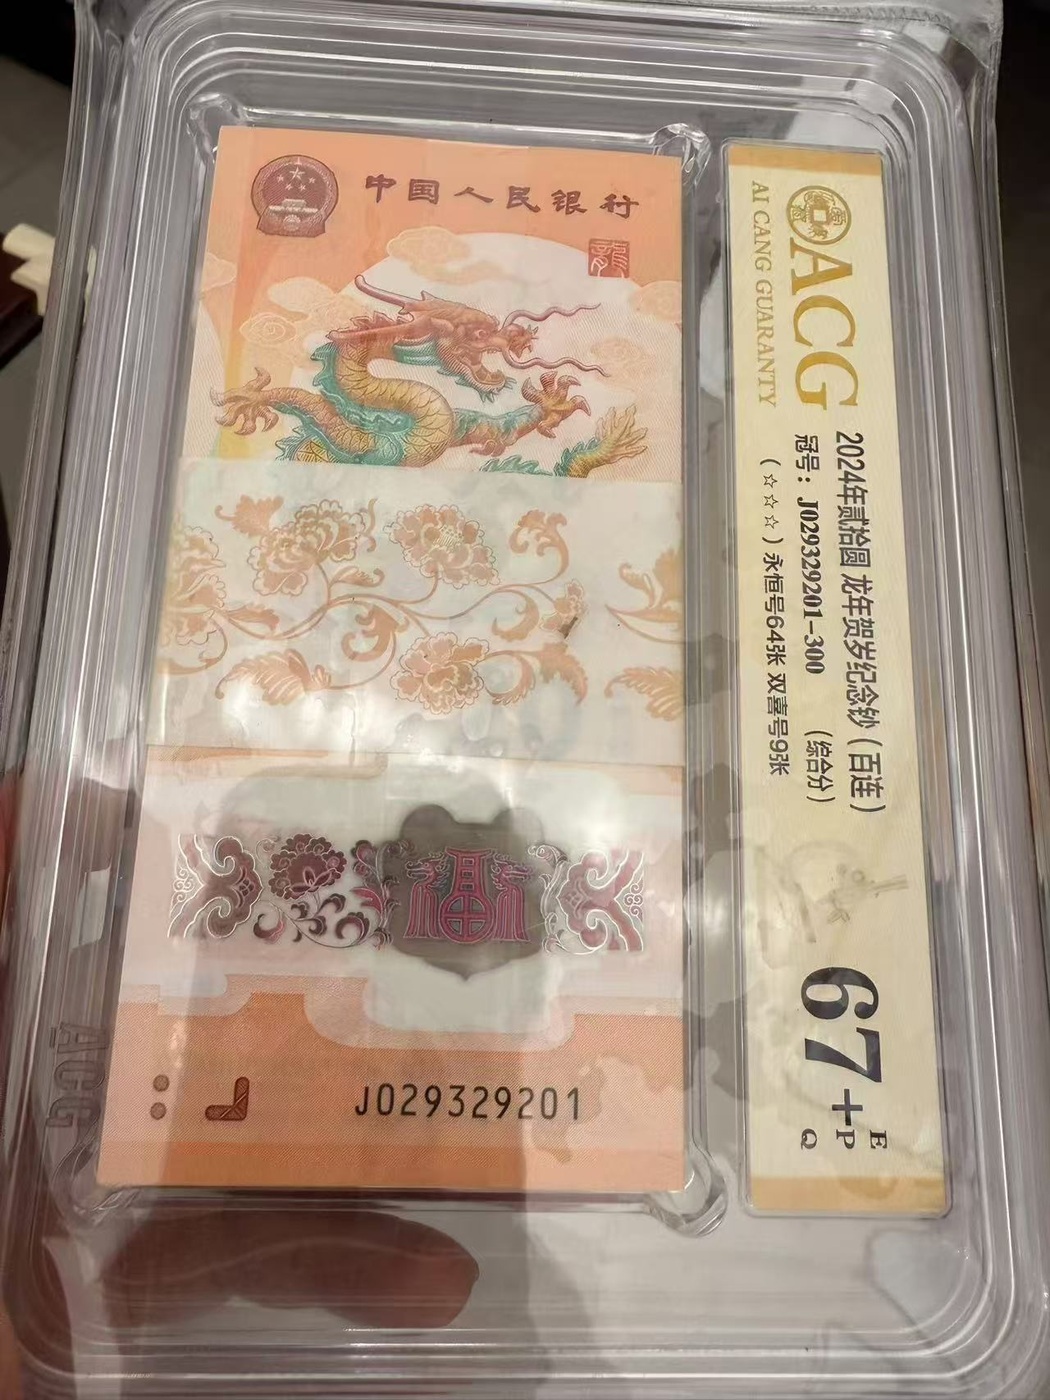 中国人民银行
龍
福
J029329201
ACG
AI CANG GUARANTY
2024年贰拾圆 龙年贺岁纪念钞（百连）
冠号：J029329201-300 （综合分）
（☆☆☆）永恒号64张 双喜号9张
67+
E
P
Q
ACG